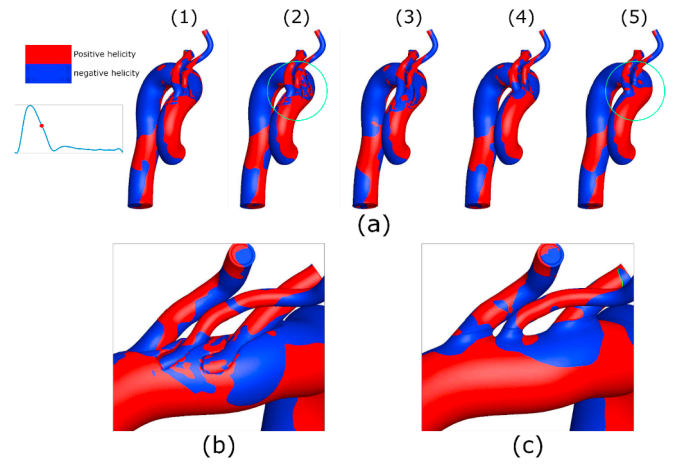 (1) (2) (3) (4) (5)
Positive helicity
negative helicity
(a)
(b) (c)